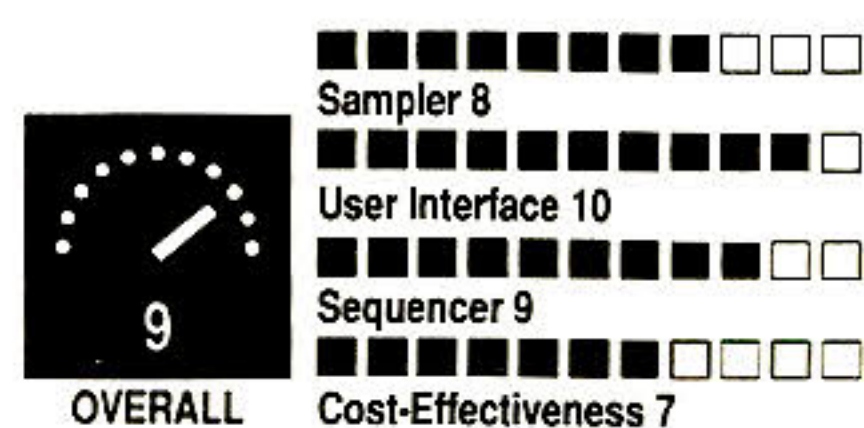 9
OVERALL
Sampler 8
User Interface 10
Sequencer 9
Cost-Effectiveness 7